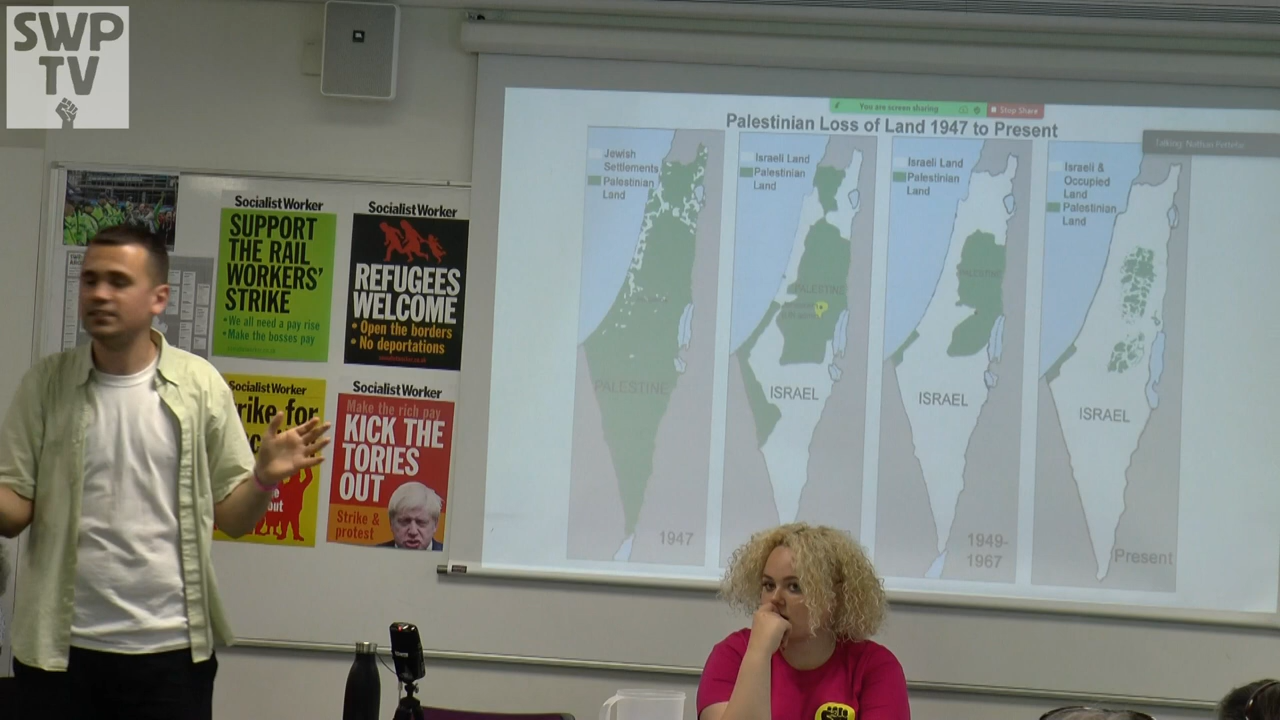 SWP
TV
Socialist Worker
SUPPORT
THE RAIL
WORKERS'
STRIKE
• We all need a pay rise
• Make the bosses pay
Socialist Worker
REFUGEES
WELCOME
• Open the borders
• No deportations
Socialist Worker
Socialist Worker
Make the rich pay
KICK THE
TORIES
OUT
Strike &
protest
You are screen sharing
Stop Share
Palestinian Loss of Land 1947 to Present
Jewish
Settlements
Palestinian
Land
PALESTINE
1947
Israeli Land
Palestinian
Land
PALESTINE
ISRAEL
Israeli Land
Palestinian
Land
PALESTINE
ISRAEL
1949-
1967
Israeli &
Occupied
Land
Palestinian
Land
ISRAEL
Present